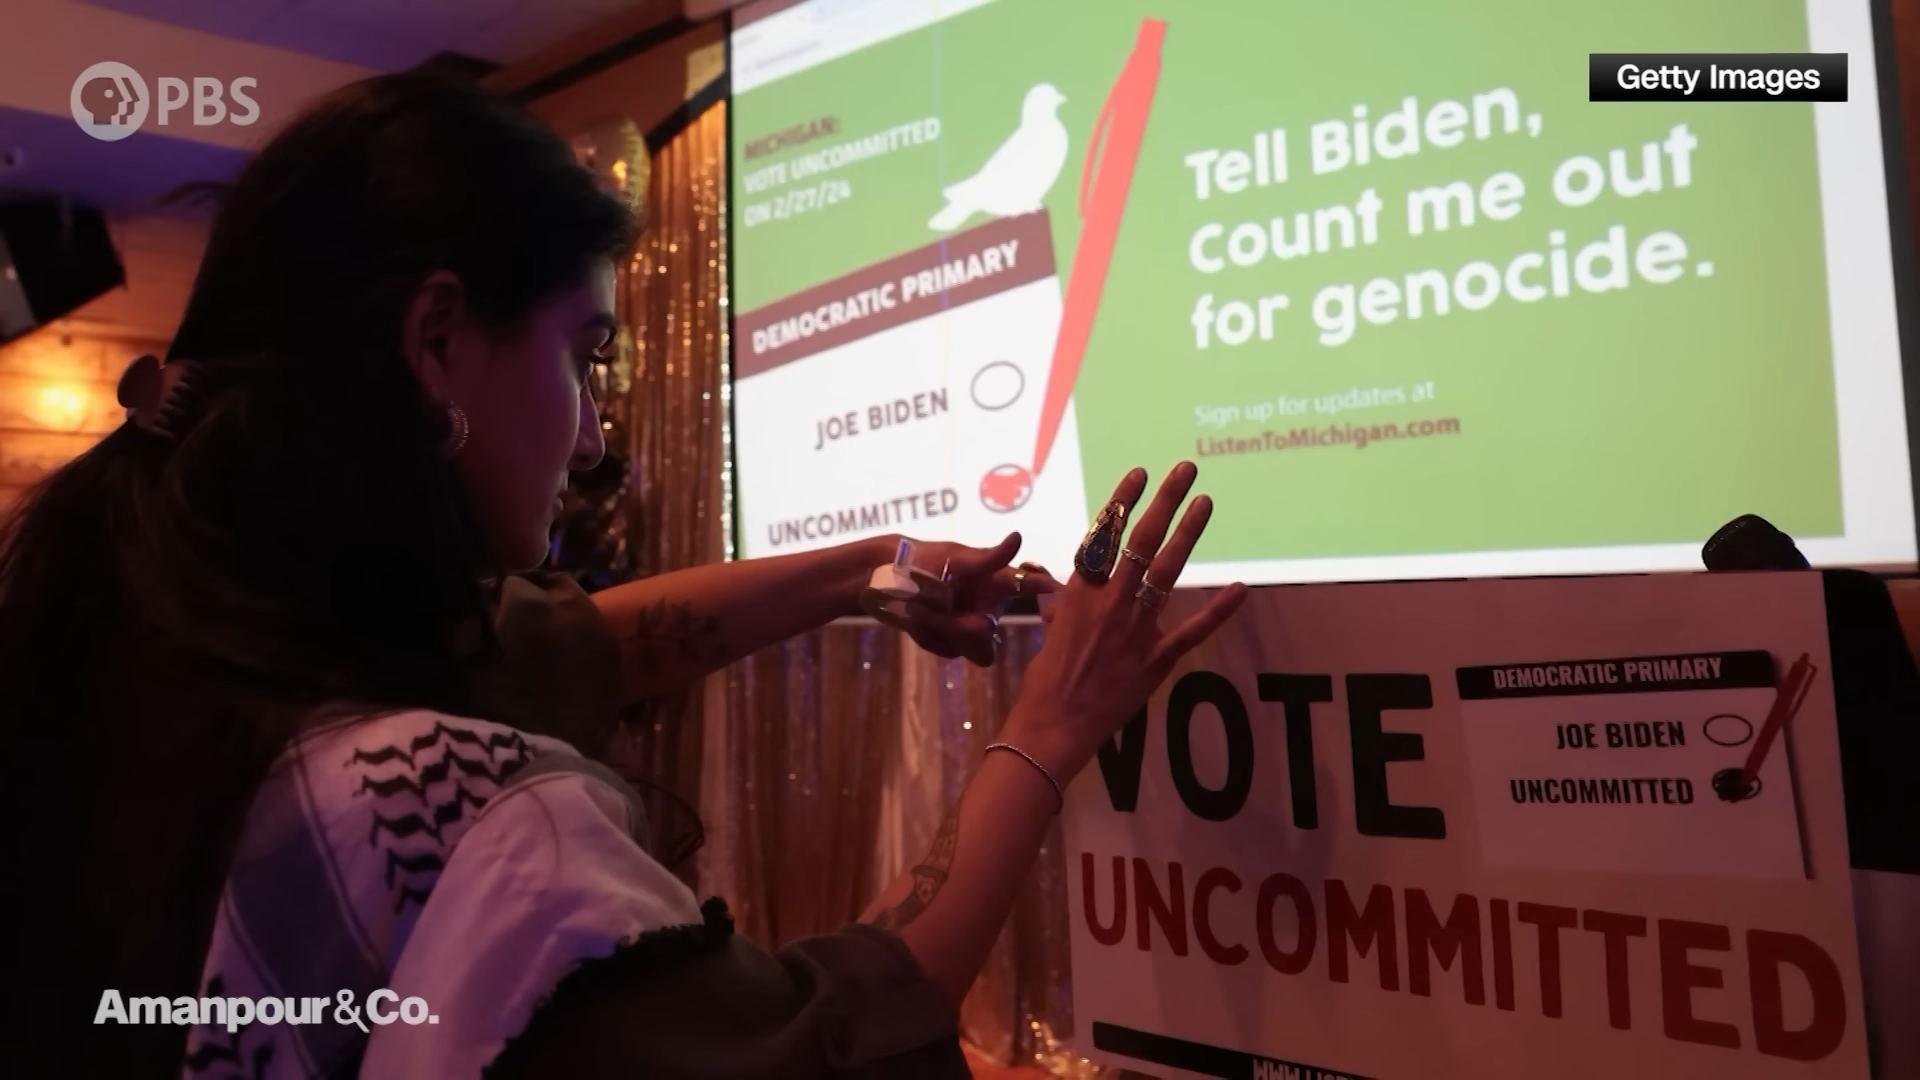 PBS
Getty Images
MICHIGAN:
VOTE UNCOMMITTED
ON 2/27/24
DEMOCRATIC PRIMARY
JOE BIDEN
UNCOMMITTED
Tell Biden,
count me out
for genocide.
Sign up for updates at
ListenToMichigan.com
VOTE
UNCOMMITTED
DEMOCRATIC PRIMARY
JOE BIDEN
UNCOMMITTED
Amanpour&Co.